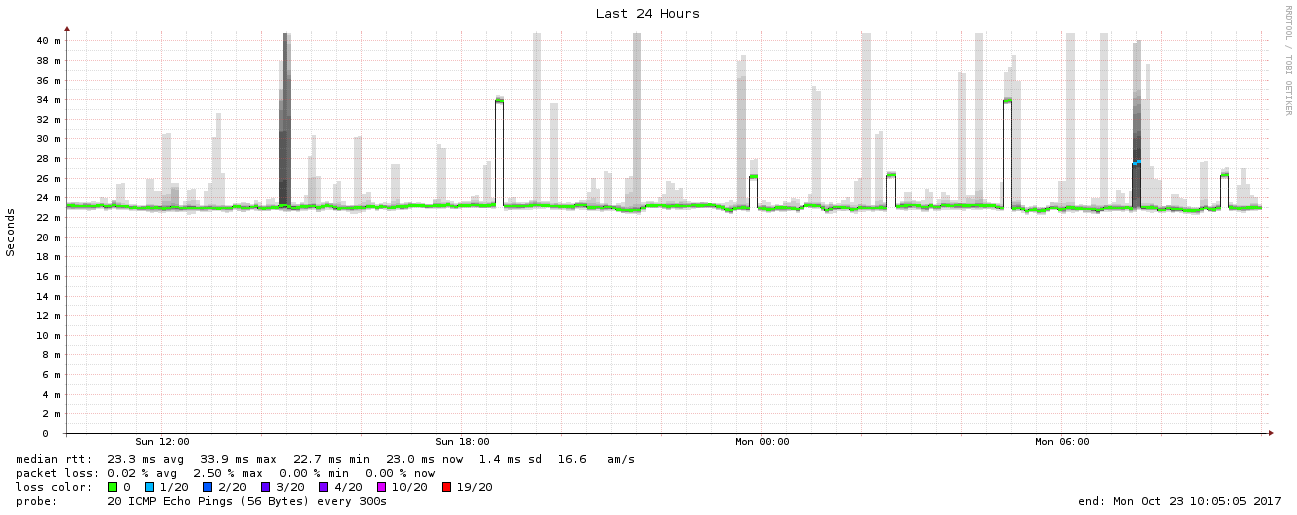 Last 24 Hours
RRDTOOL / TOBI OETIKER
Seconds
40 m
38 m
36 m
34 m
32 m
30 m
28 m
26 m
24 m
22 m
20 m
18 m
16 m
14 m
12 m
10 m
8 m
6 m
4 m
2 m
0
Sun 12:00 Sun 18:00 Mon 00:00 Mon 06:00
median rtt: 23.3 ms avg 33.9 ms max 22.7 ms min 23.0 ms now 1.4 ms sd 16.6 am/s
packet loss: 0.02 % avg 2.50 % max 0.00 % min 0.00 % now
loss color: 0 1/20 2/20 3/20 4/20 10/20 19/20
probe: 20 ICMP Echo Pings (56 Bytes) every 300s end: Mon Oct 23 10:05:05 2017